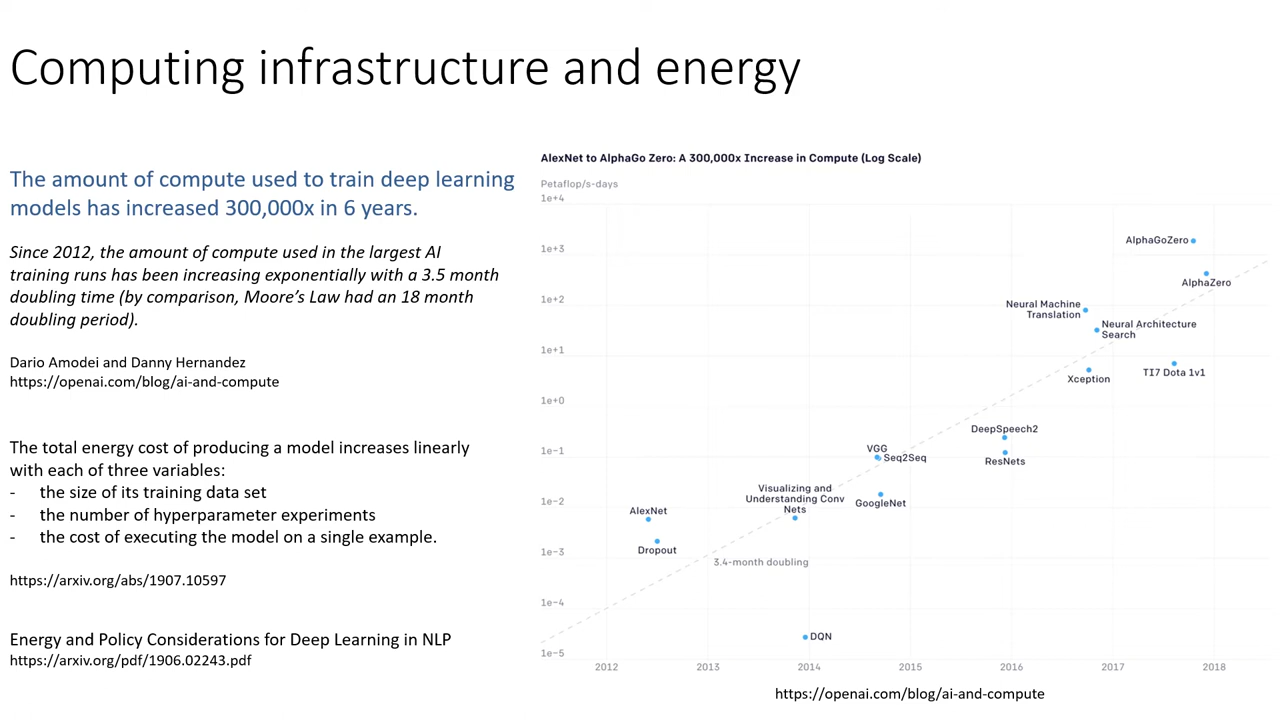 Computing infrastructure and energy
The amount of compute used to train deep learning
models has increased 300,000x in 6 years.
Since 2012, the amount of compute used in the largest AI
training runs has been increasing exponentially with a 3.5 month
doubling time (by comparison, Moore's Law had an 18 month
doubling period).
Dario Amodei and Danny Hernandez
https://openai.com/blog/ai-and-compute
The total energy cost of producing a model increases linearly
with each of three variables:
- the size of its training data set
- the number of hyperparameter experiments
- the cost of executing the model on a single example.
https://arxiv.org/abs/1907.10597
Energy and Policy Considerations for Deep Learning in NLP
https://arxiv.org/pdf/1906.02243.pdf
AlexNet to AlphaGo Zero: A 300,000x Increase in Compute (Log Scale)
Petaflop/s-days
1e+4
1e+3
1e+2
1e+1
1e+0
1e-1
1e-2
1e-3
1e-4
1e-5
AlphaGoZero
AlphaZero
Neural Machine
Translation
Neural Architecture
Search
Xception
TI7 Dota 1v1
DeepSpeech2
ResNets
VGG
Seq2Seq
GoogleNet
Visualizing and
Understanding Conv
Nets
AlexNet
Dropout
3.4-month doubling
DQN
2012
2013
2014
2015
2016
2017
2018
https://openai.com/blog/ai-and-compute